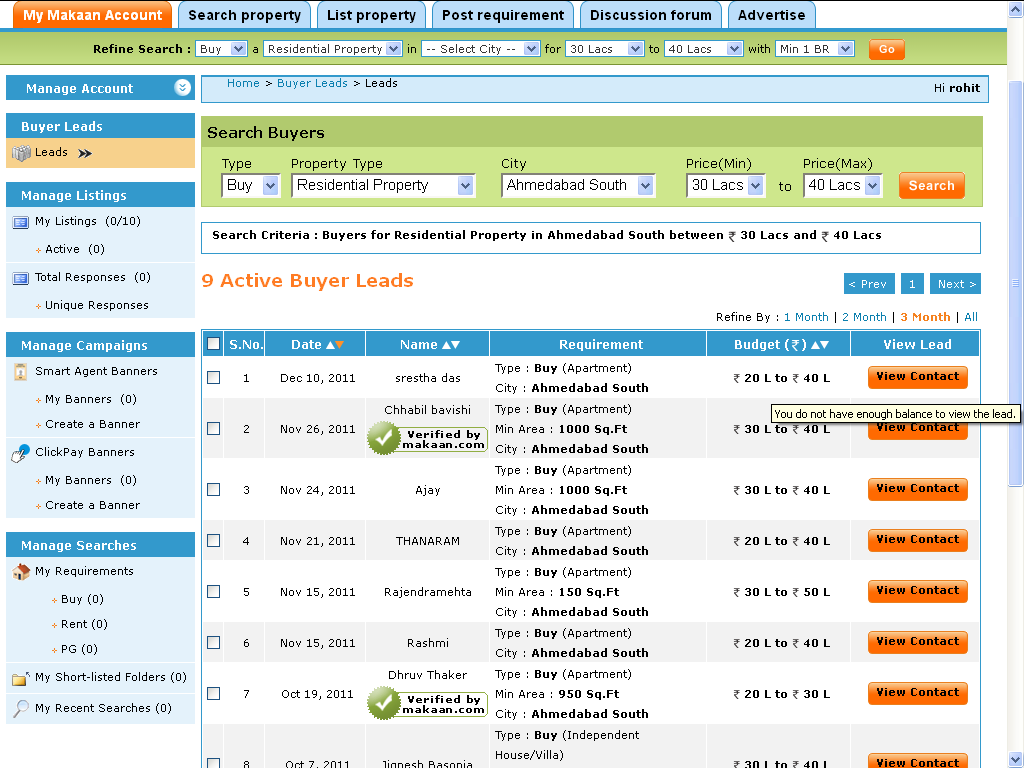 My Makaan Account Search property List property Post requirement Discussion forum Advertise
Refine Search : Buy a Residential Property in -- Select City -- for 30 Lacs to 40 Lacs with Min 1 BR Go
Manage Account
Home > Buyer Leads > Leads
Hi rohit
Buyer Leads
Leads
Manage Listings
My Listings (0/10)
Active (0)
Total Responses (0)
Unique Responses
Manage Campaigns
Smart Agent Banners
My Banners (0)
Create a Banner
ClickPay Banners
My Banners (0)
Create a Banner
Manage Searches
My Requirements
Buy (0)
Rent (0)
PG (0)
My Short-listed Folders (0)
My Recent Searches (0)
Search Buyers
Type Property Type City Price(Min) Price(Max)
Buy Residential Property Ahmedabad South 30 Lacs to 40 Lacs Search
Search Criteria : Buyers for Residential Property in Ahmedabad South between ₹ 30 Lacs and ₹ 40 Lacs
9 Active Buyer Leads
< Prev 1 Next >
Refine By : 1 Month | 2 Month | 3 Month | All
S.No. Date ▲▼ Name ▲▼ Requirement Budget (₹) ▲▼ View Lead
1 Dec 10, 2011 srestha das
Type : Buy (Apartment)
City : Ahmedabad South
₹ 20 L to ₹ 40 L View Contact
You do not have enough balance to view the lead.
2 Nov 26, 2011 Chhabil bavishi
Verified by
makaan.com
Type : Buy (Apartment)
Min Area : 1000 Sq.Ft
City : Ahmedabad South
₹ 30 L to ₹ 40 L View Contact
3 Nov 24, 2011 Ajay
Type : Buy (Apartment)
Min Area : 1000 Sq.Ft
City : Ahmedabad South
₹ 30 L to ₹ 40 L View Contact
4 Nov 21, 2011 THANARAM
Type : Buy (Apartment)
City : Ahmedabad South
₹ 20 L to ₹ 40 L View Contact
5 Nov 15, 2011 Rajendramehta
Type : Buy (Apartment)
Min Area : 150 Sq.Ft
City : Ahmedabad South
₹ 30 L to ₹ 50 L View Contact
6 Nov 15, 2011 Rashmi
Type : Buy (Apartment)
City : Ahmedabad South
₹ 20 L to ₹ 40 L View Contact
7 Oct 19, 2011 Dhruv Thaker
Verified by
makaan.com
Type : Buy (Apartment)
Min Area : 950 Sq.Ft
City : Ahmedabad South
₹ 20 L to ₹ 30 L View Contact
8 Oct 7, 2011 Jignesh Basopia
Type : Buy (Independent
House/Villa)
₹ 30 L to ₹ 40 L View Contact